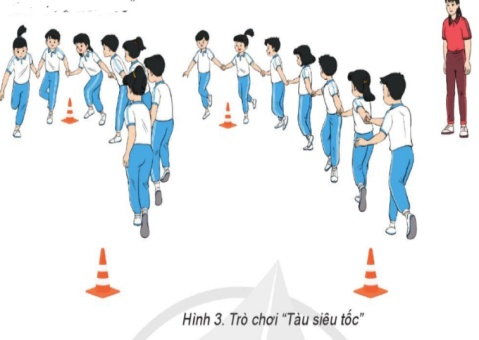 Hình 3. Trò chơi “Tàu siêu tốc”